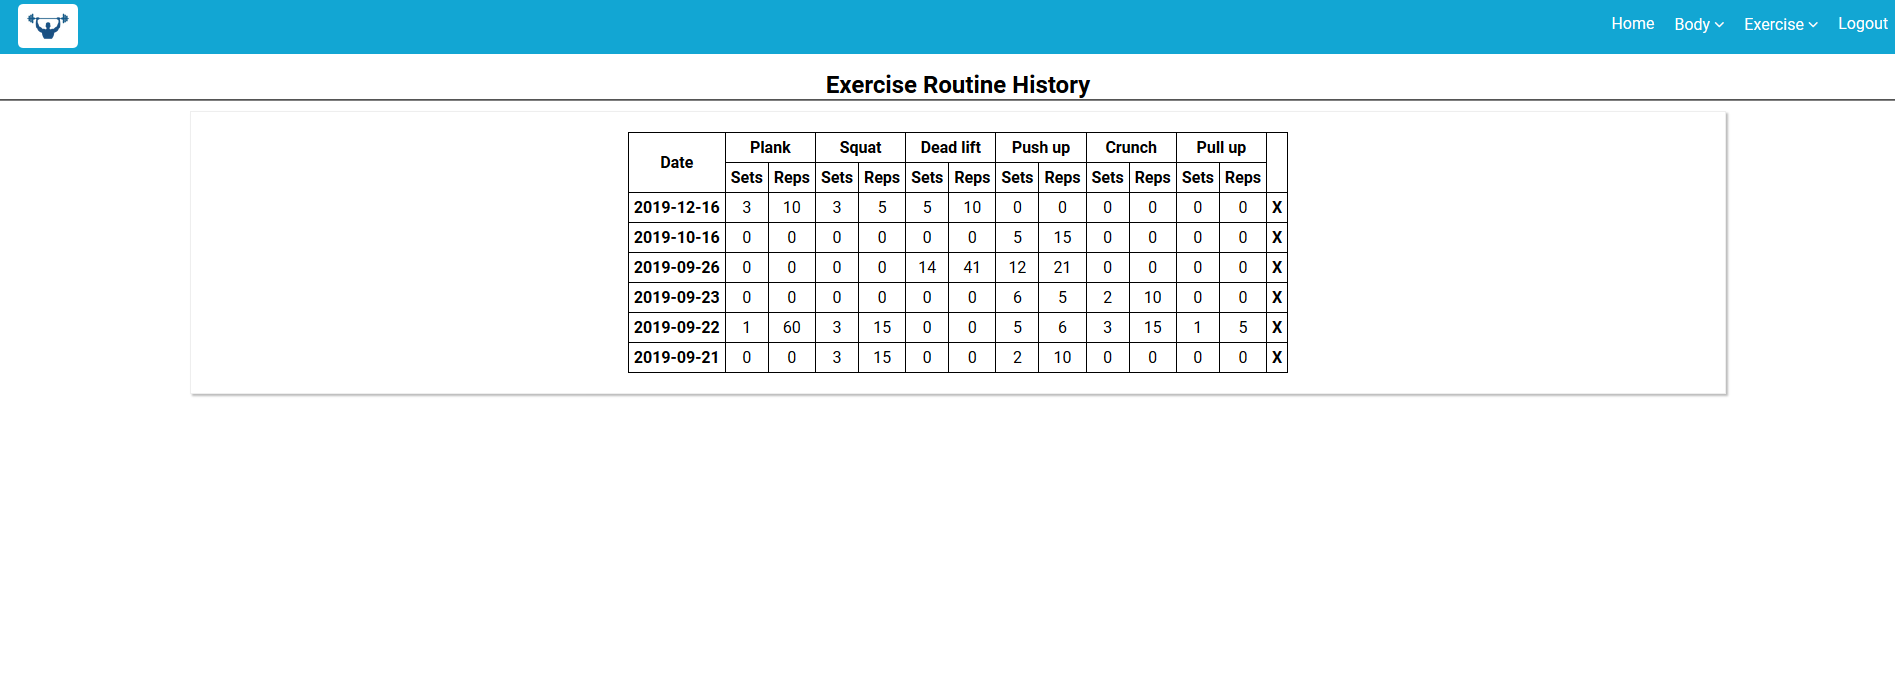 Home Body Exercise Logout
Exercise Routine History
Date Plank Squat Dead lift Push up Crunch Pull up
Sets Reps Sets Reps Sets Reps Sets Reps Sets Reps Sets Reps
2019-12-16 3 10 3 5 5 10 0 0 0 0 0 0 X
2019-10-16 0 0 0 0 0 0 5 15 0 0 0 0 X
2019-09-26 0 0 0 0 14 41 12 21 0 0 0 0 X
2019-09-23 0 0 0 0 0 0 6 5 2 10 0 0 X
2019-09-22 1 60 3 15 0 0 5 6 3 15 1 5 X
2019-09-21 0 0 3 15 0 0 2 10 0 0 0 0 X